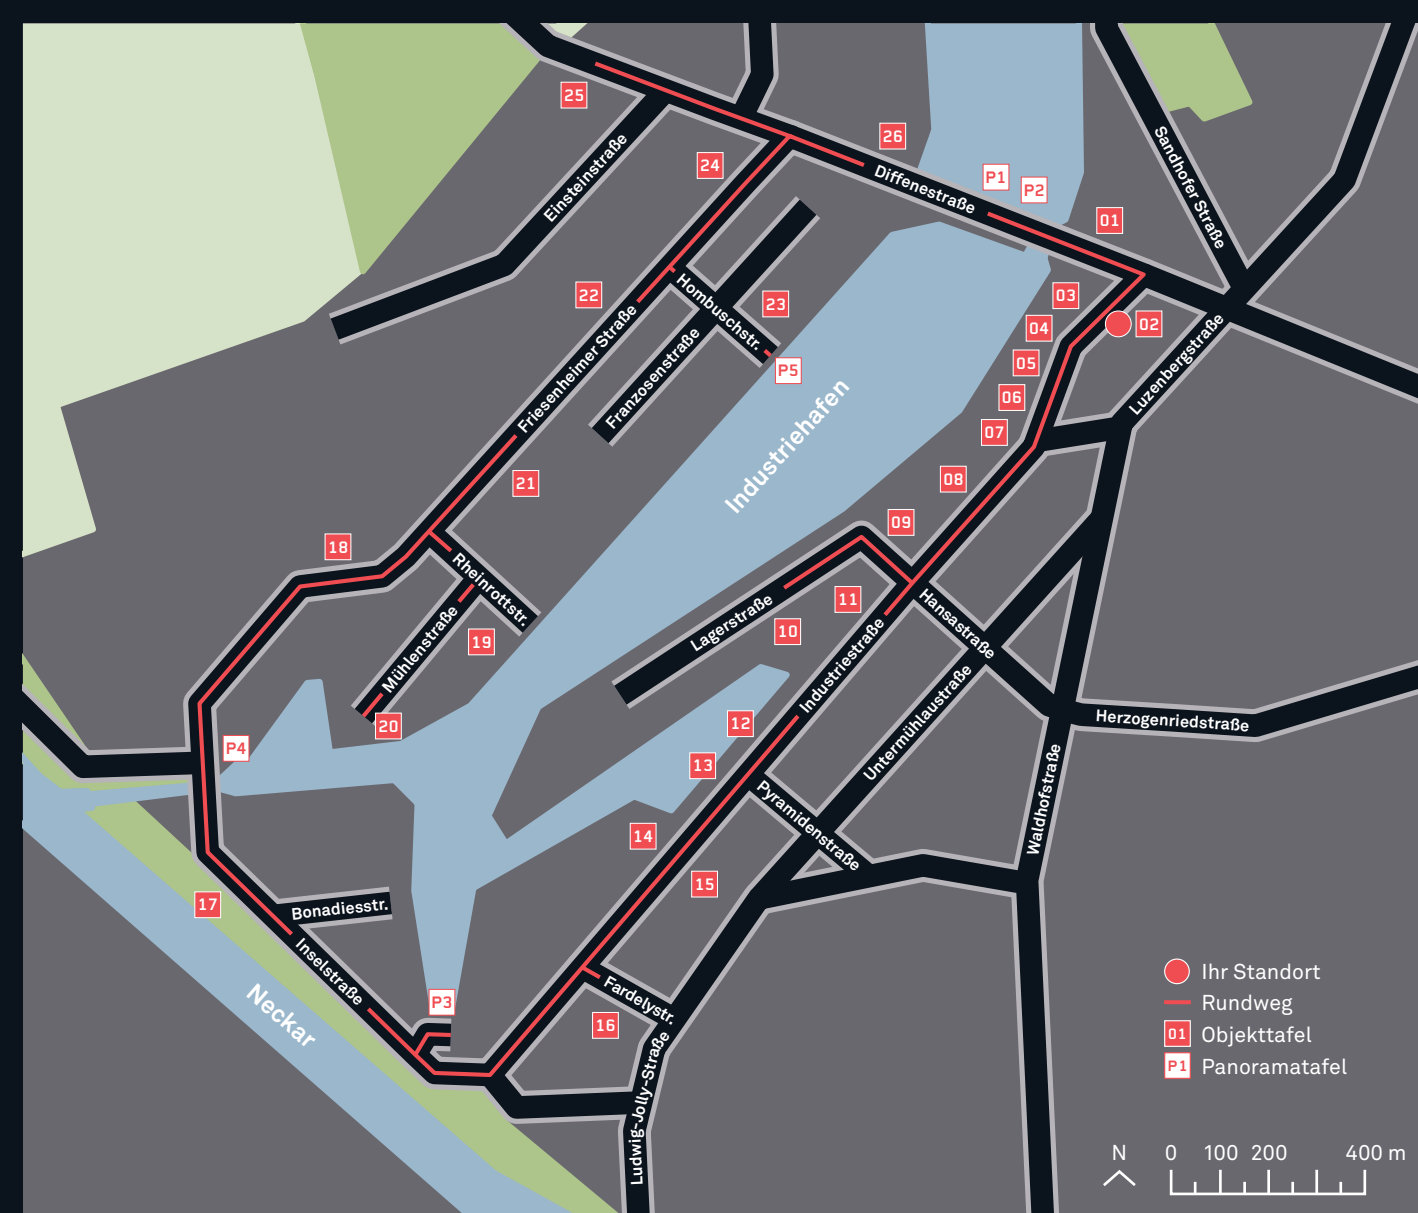 25
24
26
Diffenestraße
P1
P2
01
Sandhofer Straße
Einsteinstraße
22
Hombuschstr.
23
03
04
02
Friesenheimer Straße
Franzosenstraße
P5
05
06
07
Luzenbergstraße
Industriehafen
21
08
09
18
Rheinrottstr.
Mühlenstraße
19
20
Lagerstraße
11
10
Hansastraße
Industriestraße
Untermühlaustraße
Herzogenriedstraße
P4
12
13
Pyramidenstraße
Waldhofstraße
14
15
17
Bonadiesstr.
Inselstraße
Neckar
P3
Fardelystr.
16
Ludwig-Jolly-Straße
Ihr Standort
Rundweg
01 Objekttafel
P1 Panoramatafel
N 0 100 200 400 m